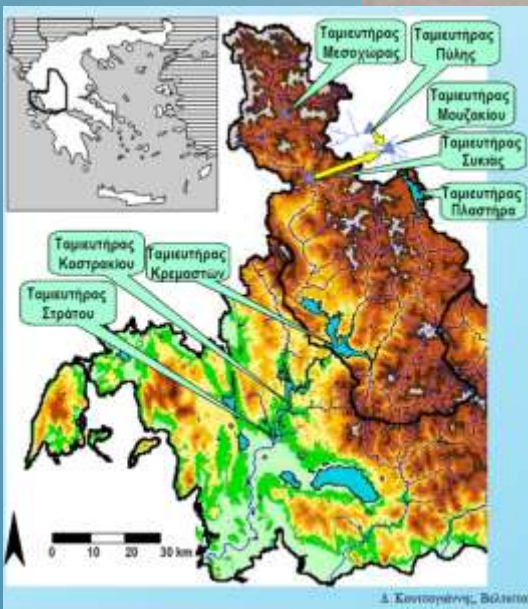 Ταμιευτήρας
Μεσοχώρας
Ταμιευτήρας
Πύλης
Ταμιευτήρας
Μουζακίου
Ταμιευτήρας
Συκιάς
Ταμιευτήρας
Πλαστήρα
Ταμιευτήρας
Καστρακίου
Ταμιευτήρας
Κρεμαστών
Ταμιευτήρας
Στράτου
0 10 20 30 km
Δ. Κουτσογιάννης,